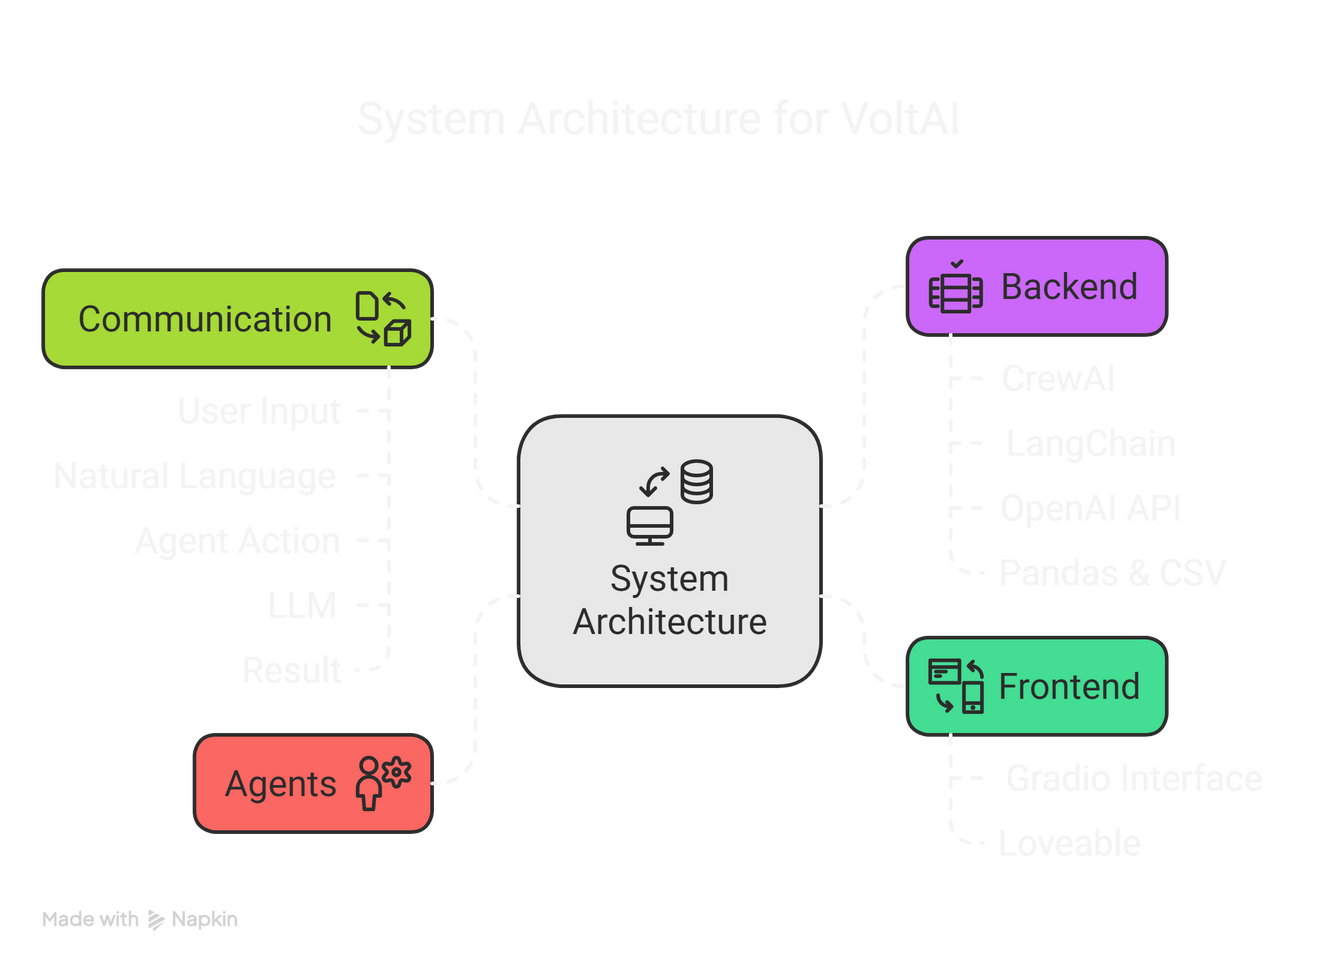 System Architecture for VoltAI
Communication
User Input
Natural Language
Agent Action
LLM
Result
Agents
System
Architecture
Backend
CrewAI
LangChain
OpenAI API
Pandas & CSV
Frontend
Gradio Interface
Loveable
Made with Napkin